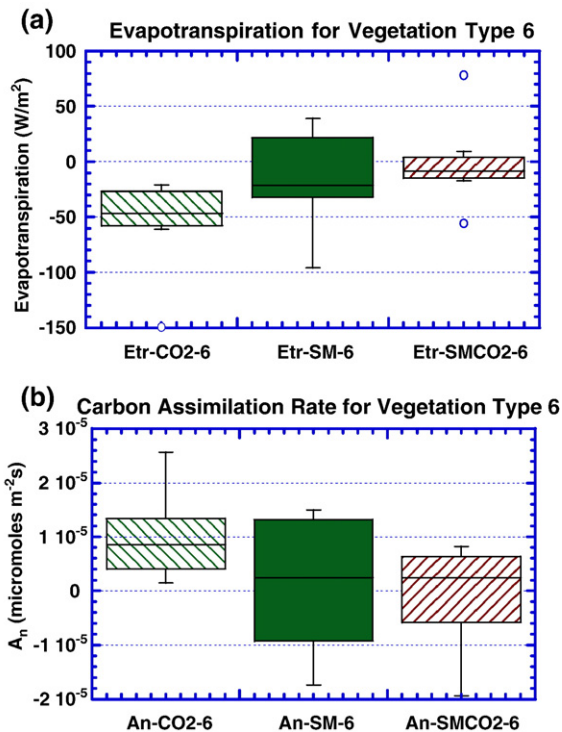 (a)
Evapotranspiration for Vegetation Type 6
Evapotranspiration (W/m²)
100
50
0
-50
-100
-150
Etr-CO2-6 Etr-SM-6 Etr-SMCO2-6
(b)
Carbon Assimilation Rate for Vegetation Type 6
Aₙ (micromoles m⁻²s)
3 10⁻⁵
2 10⁻⁵
1 10⁻⁵
0
-1 10⁻⁵
-2 10⁻⁵
An-CO2-6 An-SM-6 An-SMCO2-6